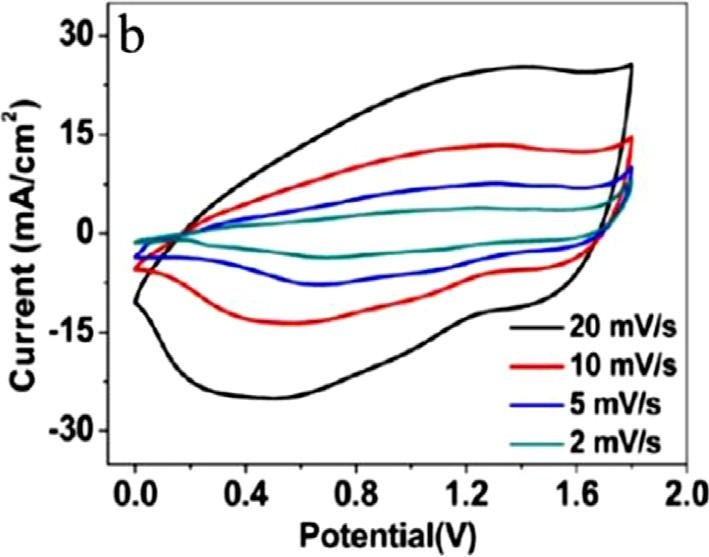 b
30
15
0
-15
-30
Current (mA/cm²)
20 mV/s
10 mV/s
5 mV/s
2 mV/s
0.0 0.4 0.8 1.2 1.6 2.0
Potential(V)